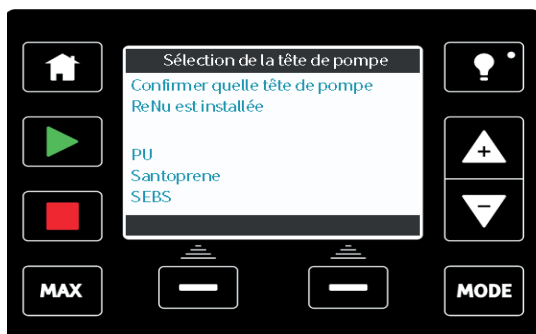 Sélection de la tête de pompe
Confirmer quelle tête de pompe
ReNu est installée
PU
Santoprene
SEBS
+
−
MAX
MODE